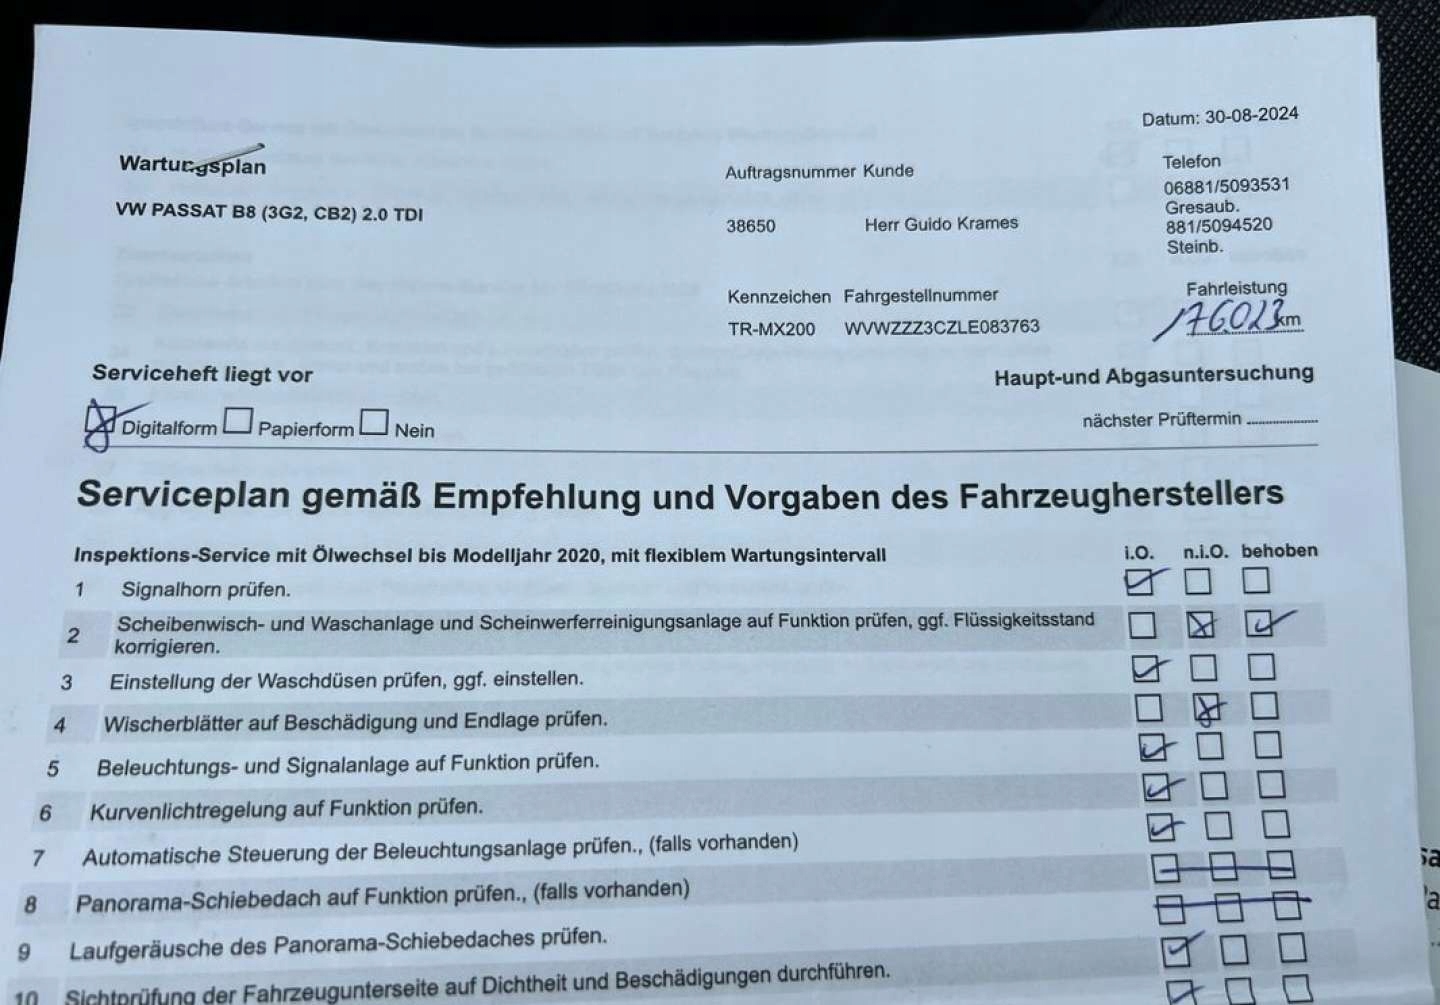 Datum: 30-08-2024
Wartungsplan
VW PASSAT B8 (3G2, CB2) 2.0 TDI
Auftragsnummer Kunde
38650 Herr Guido Krames
Telefon
06881/5093531
Gresaub.
881/5094520
Steinb.
Kennzeichen Fahrgestellnummer
TR-MX200 WVWZZZ3CZLE083763
Fahrleistung
176.023 km
Serviceheft liegt vor
Digitalform Papierform Nein
Haupt-und Abgasuntersuchung
nächster Prüftermin ..................
Serviceplan gemäß Empfehlung und Vorgaben des Fahrzeugherstellers
Inspektions-Service mit Ölwechsel bis Modelljahr 2020, mit flexiblem Wartungsintervall i.O. n.i.O. behoben
1 Signalhorn prüfen.
2 Scheibenwisch- und Waschanlage und Scheinwerferreinigungsanlage auf Funktion prüfen, ggf. Flüssigkeitsstand
korrigieren.
3 Einstellung der Waschdüsen prüfen, ggf. einstellen.
4 Wischerblätter auf Beschädigung und Endlage prüfen.
5 Beleuchtungs- und Signalanlage auf Funktion prüfen.
6 Kurvenlichtregelung auf Funktion prüfen.
7 Automatische Steuerung der Beleuchtungsanlage prüfen., (falls vorhanden)
8 Panorama-Schiebedach auf Funktion prüfen., (falls vorhanden)
9 Laufgeräusche des Panorama-Schiebedaches prüfen.
10 Sichtprüfung der Fahrzeugunterseite auf Dichtheit und Beschädigungen durchführen.